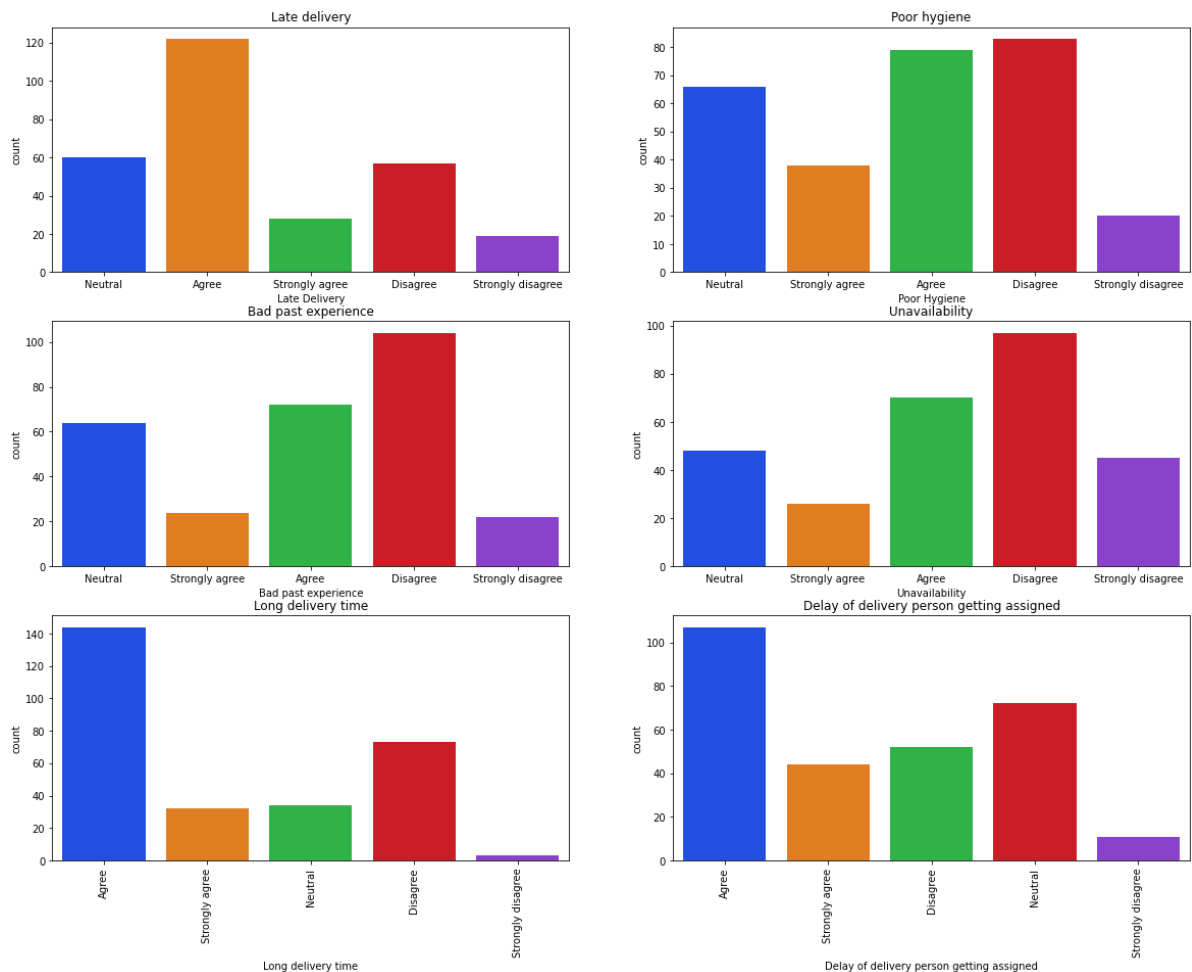 Late delivery
120
100
80
60
40
20
0
count
Neutral Agree Strongly agree Disagree Strongly disagree
Late Delivery
Poor hygiene
80
70
60
50
40
30
20
10
0
count
Neutral Strongly agree Agree Disagree Strongly disagree
Poor Hygiene
Bad past experience
100
80
60
40
20
0
count
Neutral Strongly agree Agree Disagree Strongly disagree
Bad past experience
Unavailability
100
80
60
40
20
0
count
Neutral Strongly agree Agree Disagree Strongly disagree
Unavailability
Long delivery time
140
120
100
80
60
40
20
0
count
Agree Strongly agree Neutral Disagree Strongly disagree
Long delivery time
Delay of delivery person getting assigned
100
80
60
40
20
0
count
Agree Strongly agree Disagree Neutral Strongly disagree
Delay of delivery person getting assigned